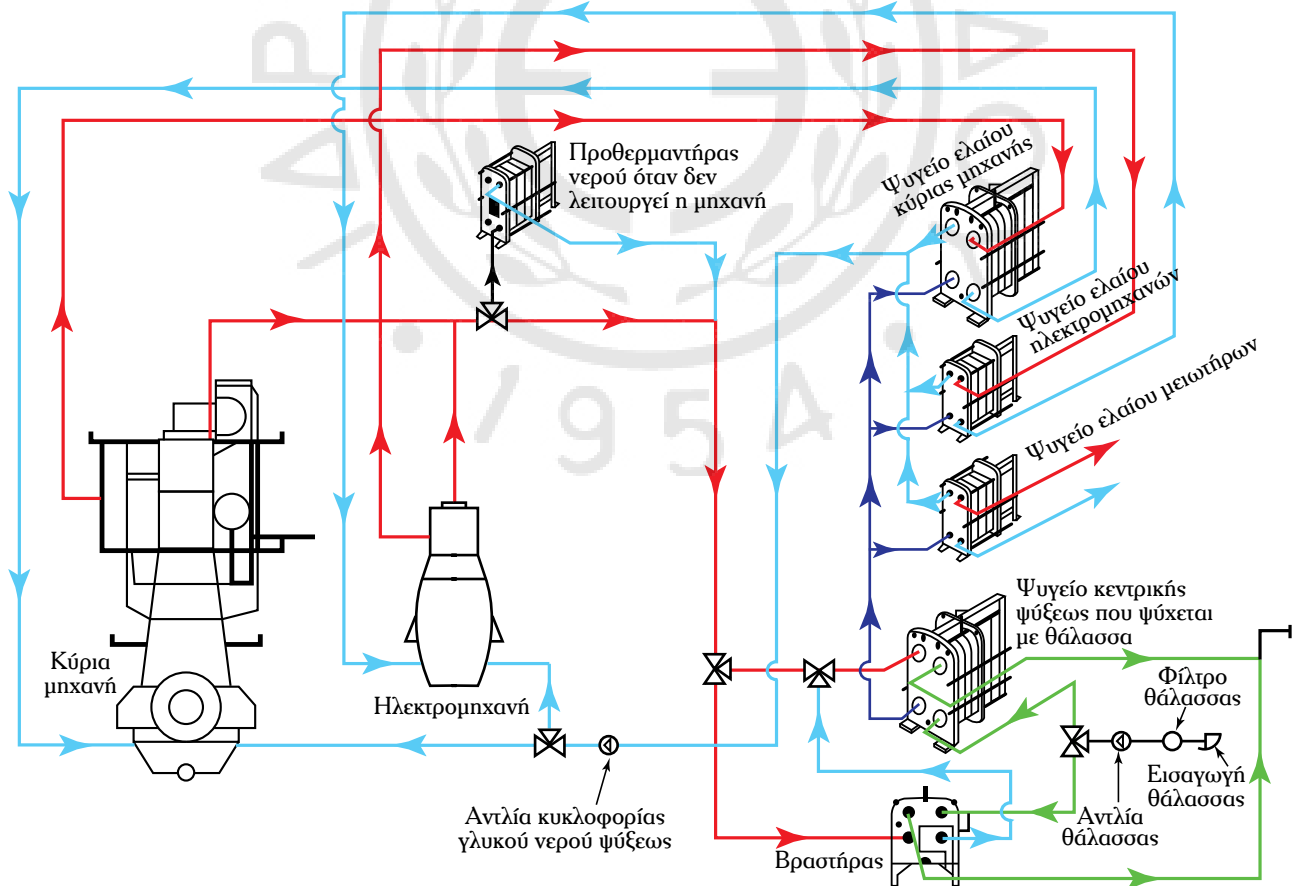 Προθερμαντήρας
νερού όταν δεν
λειτουργεί η μηχανή
Ψυγείο ελαίου
κύριας μηχανής
Ψυγείο ελαίου
ηλεκτρομηχανών
Ψυγείο ελαίου μειωτήρων
1954
Ψυγείο κεντρικής
ψύξεως που ψύχεται
με θάλασσα
Κύρια
μηχανή
Ηλεκτρομηχανή
Φίλτρο
θάλασσας
Εισαγωγή
θάλασσας
Αντλία
θάλασσας
Αντλία κυκλοφορίας
γλυκού νερού ψύξεως
Βραστήρας